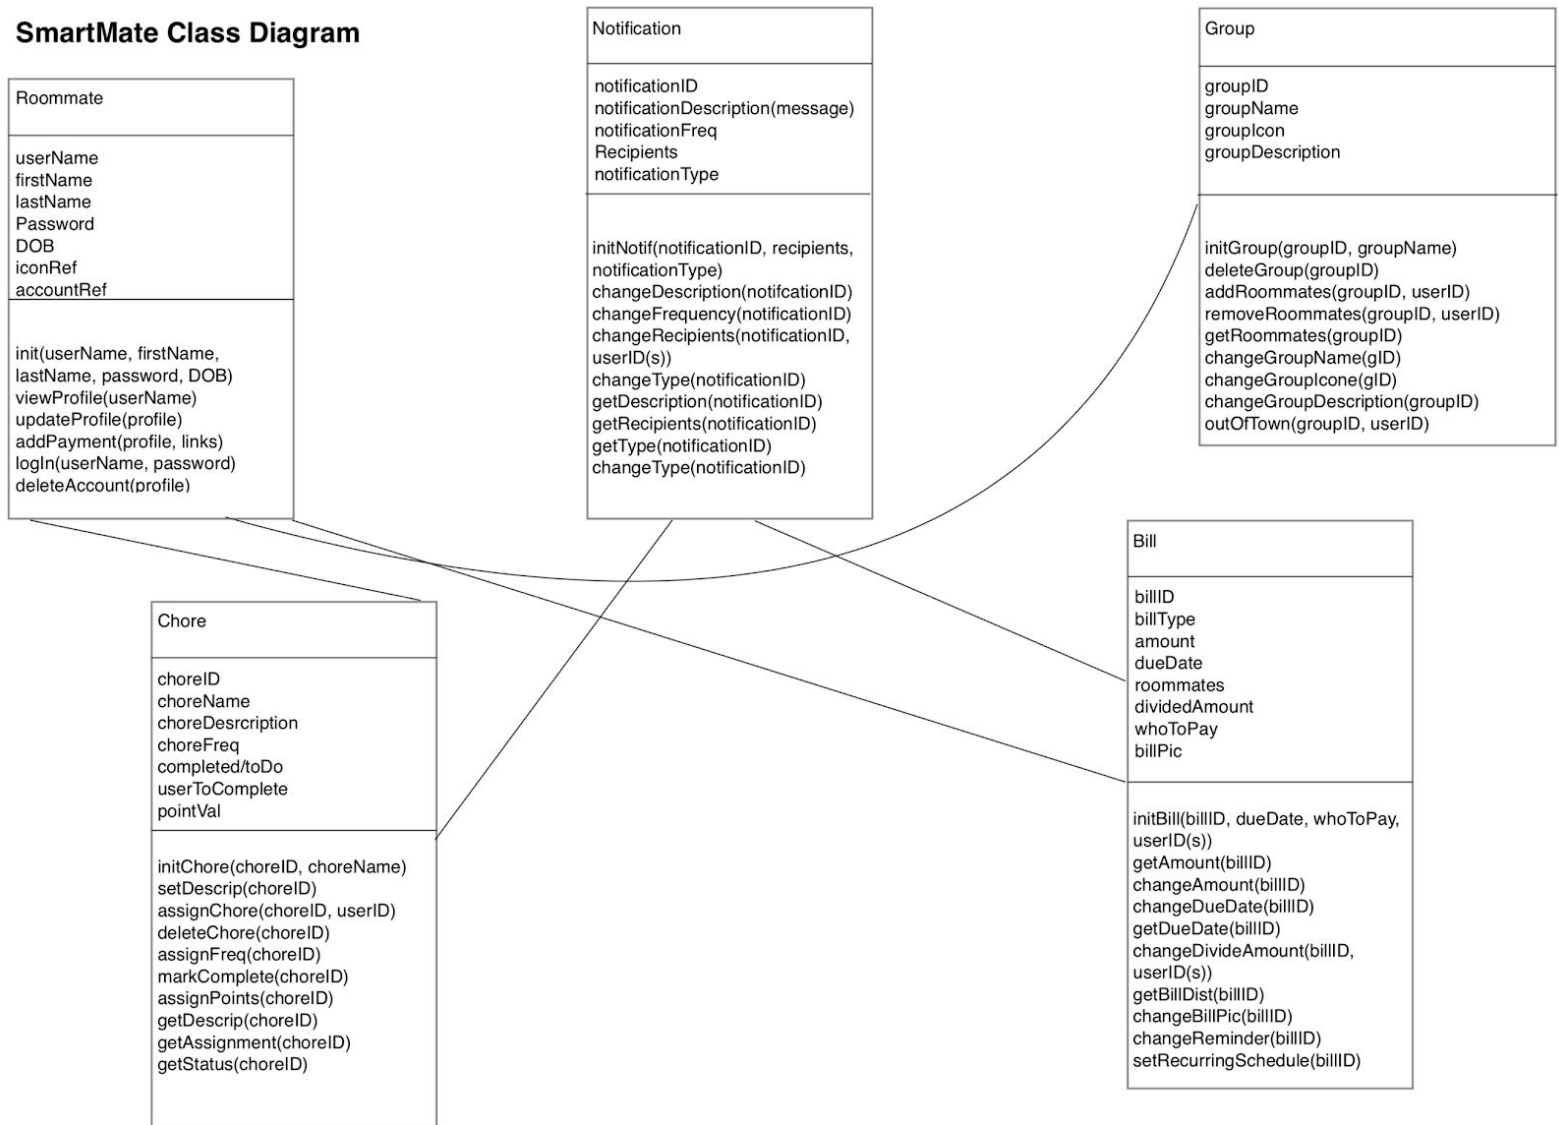 SmartMate Class Diagram
Roommate
userName
firstName
lastName
Password
DOB
iconRef
accountRef
init(userName, firstName,
lastName, password, DOB)
viewProfile(userName)
updateProfile(profile)
addPayment(profile, links)
logIn(userName, password)
deleteAccount(profile)
Notification
notificationID
notificationDescription(message)
notificationFreq
Recipients
notificationType
initNotif(notificationID, recipients,
notificationType)
changeDescription(notifcationID)
changeFrequency(notificationID)
changeRecipients(notificationID,
userID(s))
changeType(notificationID)
getDescription(notificationID)
getRecipients(notificationID)
getType(notificationID)
changeType(notificationID)
Group
groupID
groupName
groupIcon
groupDescription
initGroup(groupID, groupName)
deleteGroup(groupID)
addRoommates(groupID, userID)
removeRoommates(groupID, userID)
getRoommates(groupID)
changeGroupName(gID)
changeGroupIcone(gID)
changeGroupDescription(groupID)
outOfTown(groupID, userID)
Chore
choreID
choreName
choreDesrcription
choreFreq
completed/toDo
userToComplete
pointVal
initChore(choreID, choreName)
setDescrip(choreID)
assignChore(choreID, userID)
deleteChore(choreID)
assignFreq(choreID)
markComplete(choreID)
assignPoints(choreID)
getDescrip(choreID)
getAssignment(choreID)
getStatus(choreID)
Bill
billID
billType
amount
dueDate
roommates
dividedAmount
whoToPay
billPic
initBill(billID, dueDate, whoToPay,
userID(s))
getAmount(billID)
changeAmount(billID)
changeDueDate(billID)
getDueDate(billID)
changeDivideAmount(billID,
userID(s))
getBillDist(billID)
changeBillPic(billID)
changeReminder(billID)
setRecurringSchedule(billID)